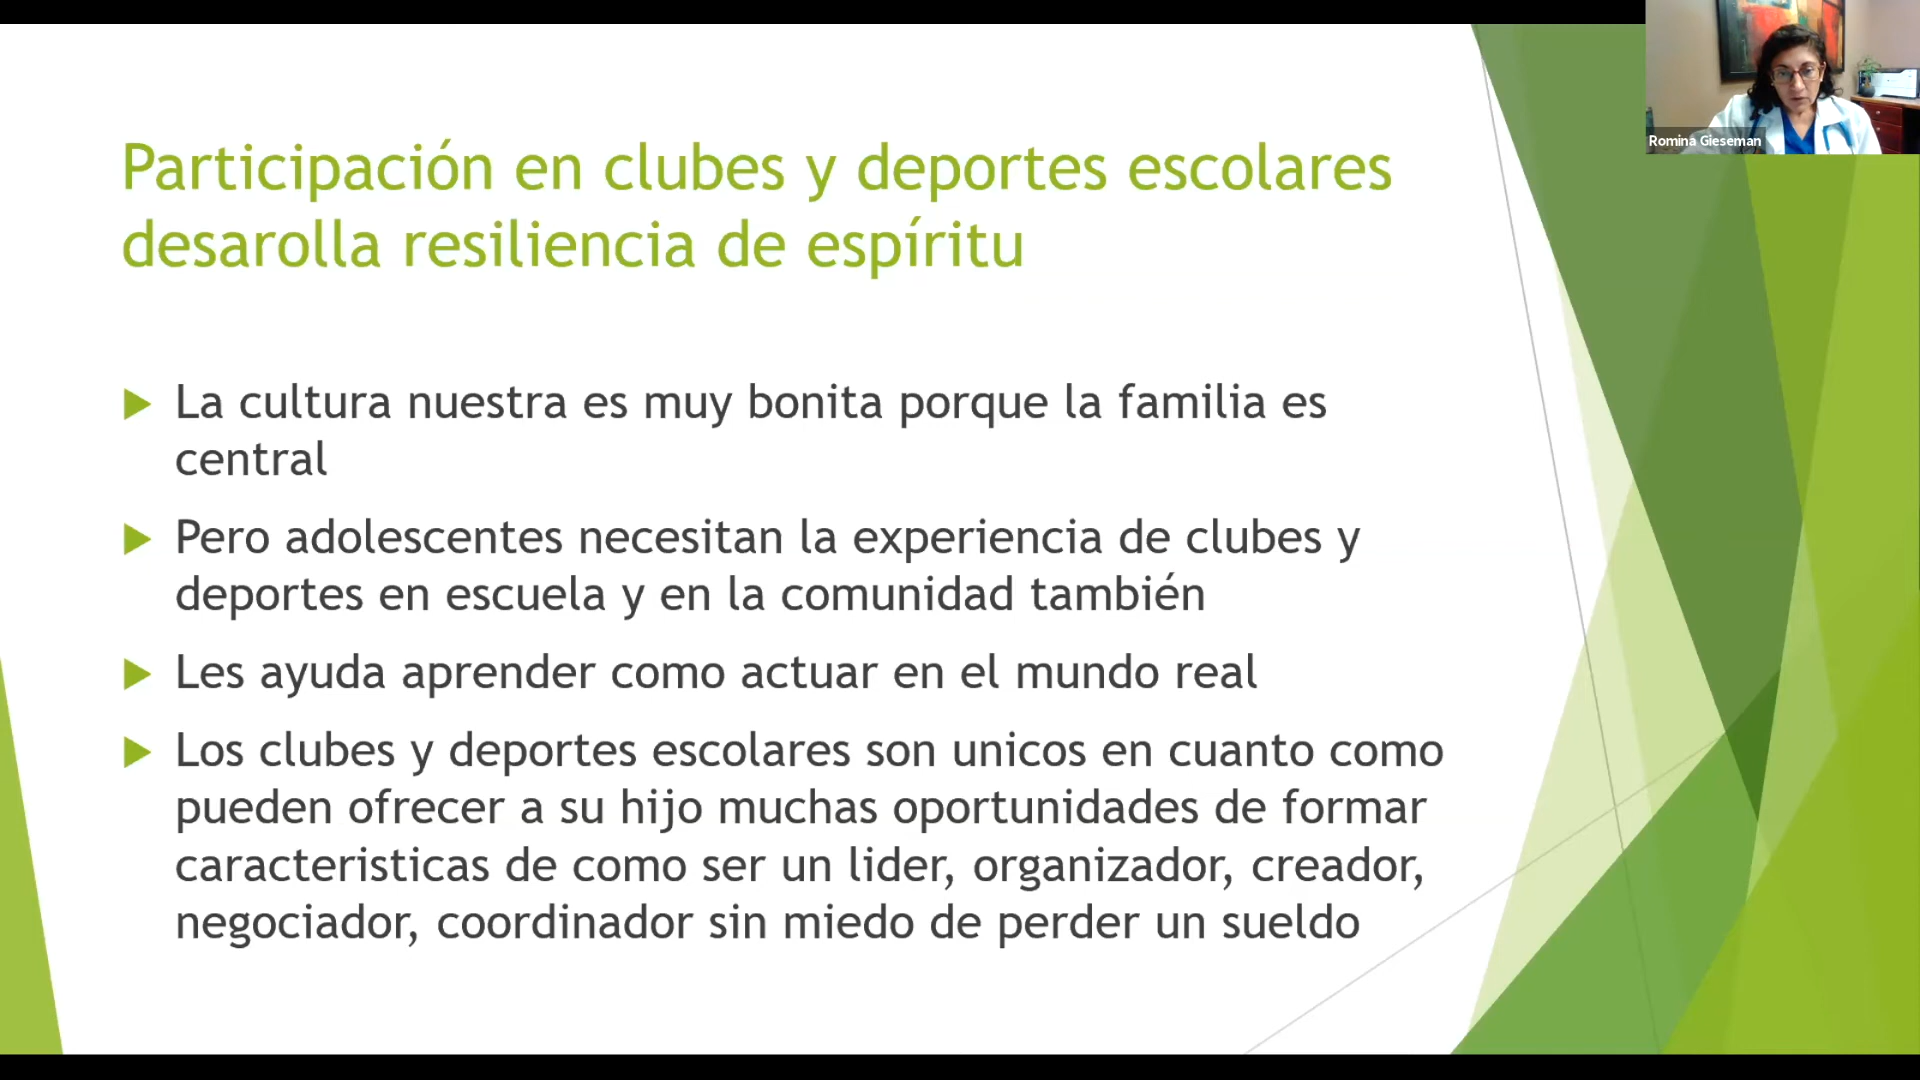 Romina Gieseman
Participación en clubes y deportes escolares
desarolla resiliencia de espíritu
La cultura nuestra es muy bonita porque la familia es
central
Pero adolescentes necesitan la experiencia de clubes y
deportes en escuela y en la comunidad también
Les ayuda aprender como actuar en el mundo real
Los clubes y deportes escolares son unicos en cuanto como
pueden ofrecer a su hijo muchas oportunidades de formar
caracteristicas de como ser un lider, organizador, creador,
negociador, coordinador sin miedo de perder un sueldo